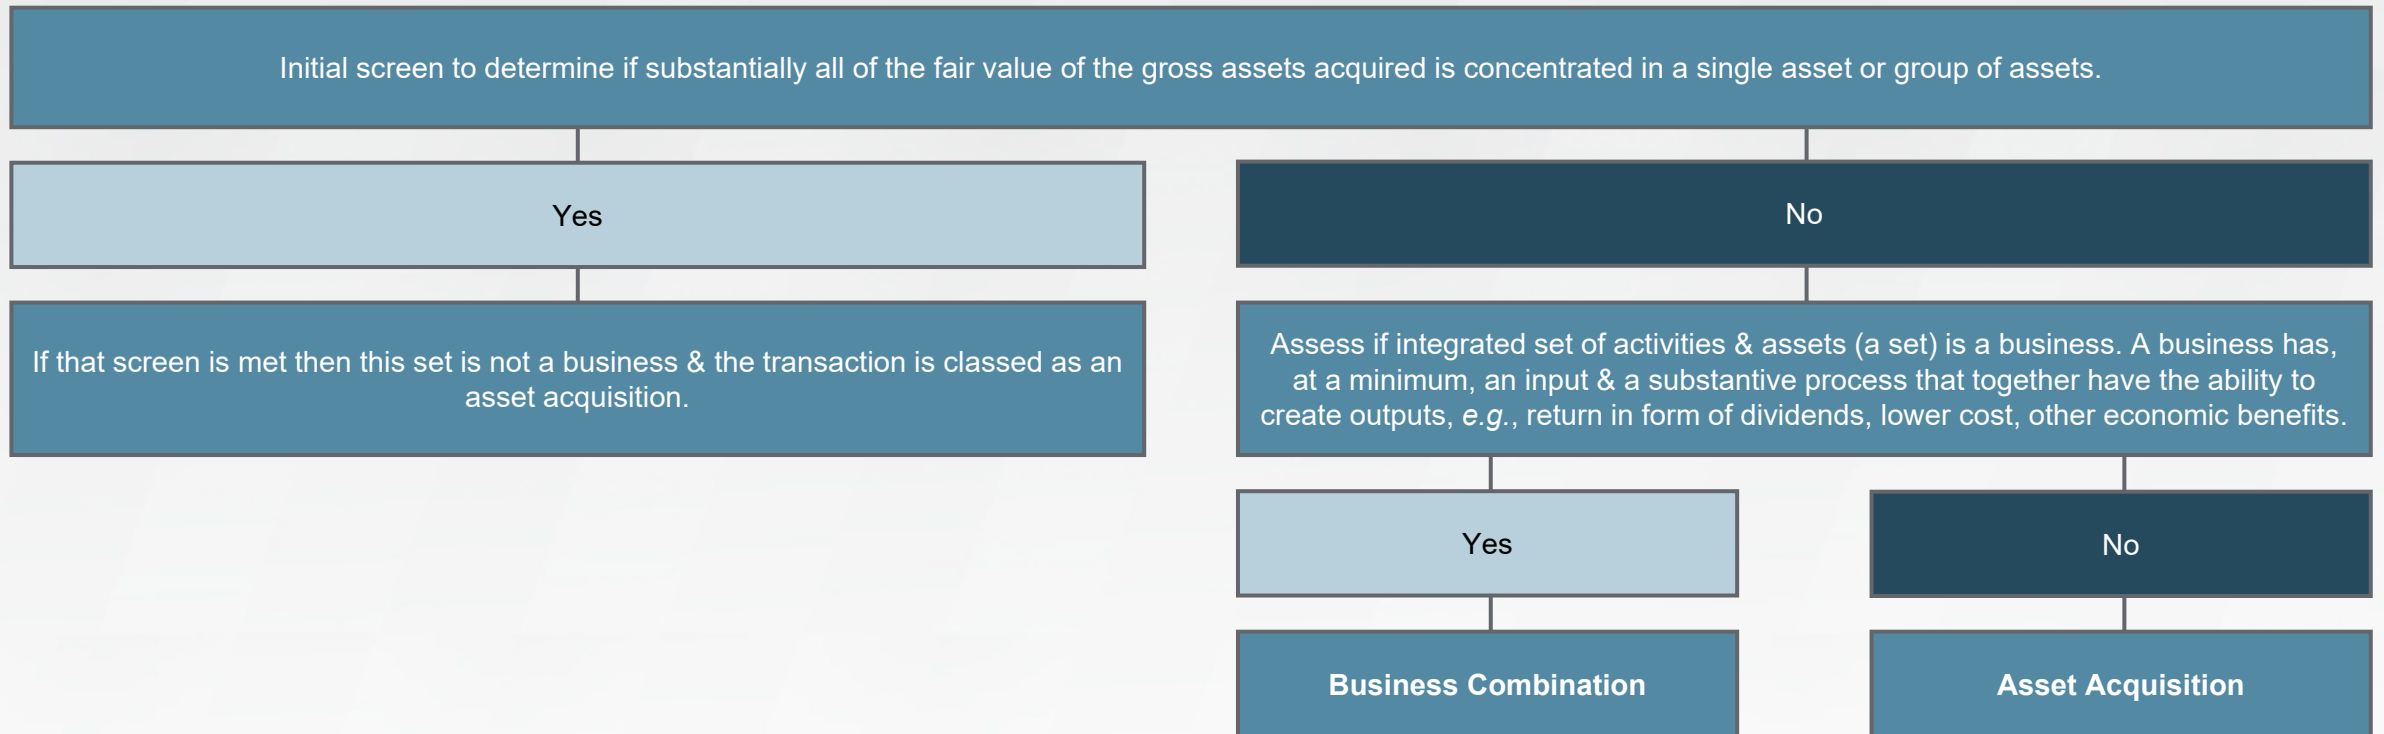 Initial screen to determine if substantially all of the fair value of the gross assets acquired is concentrated in a single asset or group of assets.
Yes
No
If that screen is met then this set is not a business & the transaction is classed as an
asset acquisition.
Assess if integrated set of activities & assets (a set) is a business. A business has,
at a minimum, an input & a substantive process that together have the ability to
create outputs, e.g., return in form of dividends, lower cost, other economic benefits.
Yes
No
Business Combination
Asset Acquisition